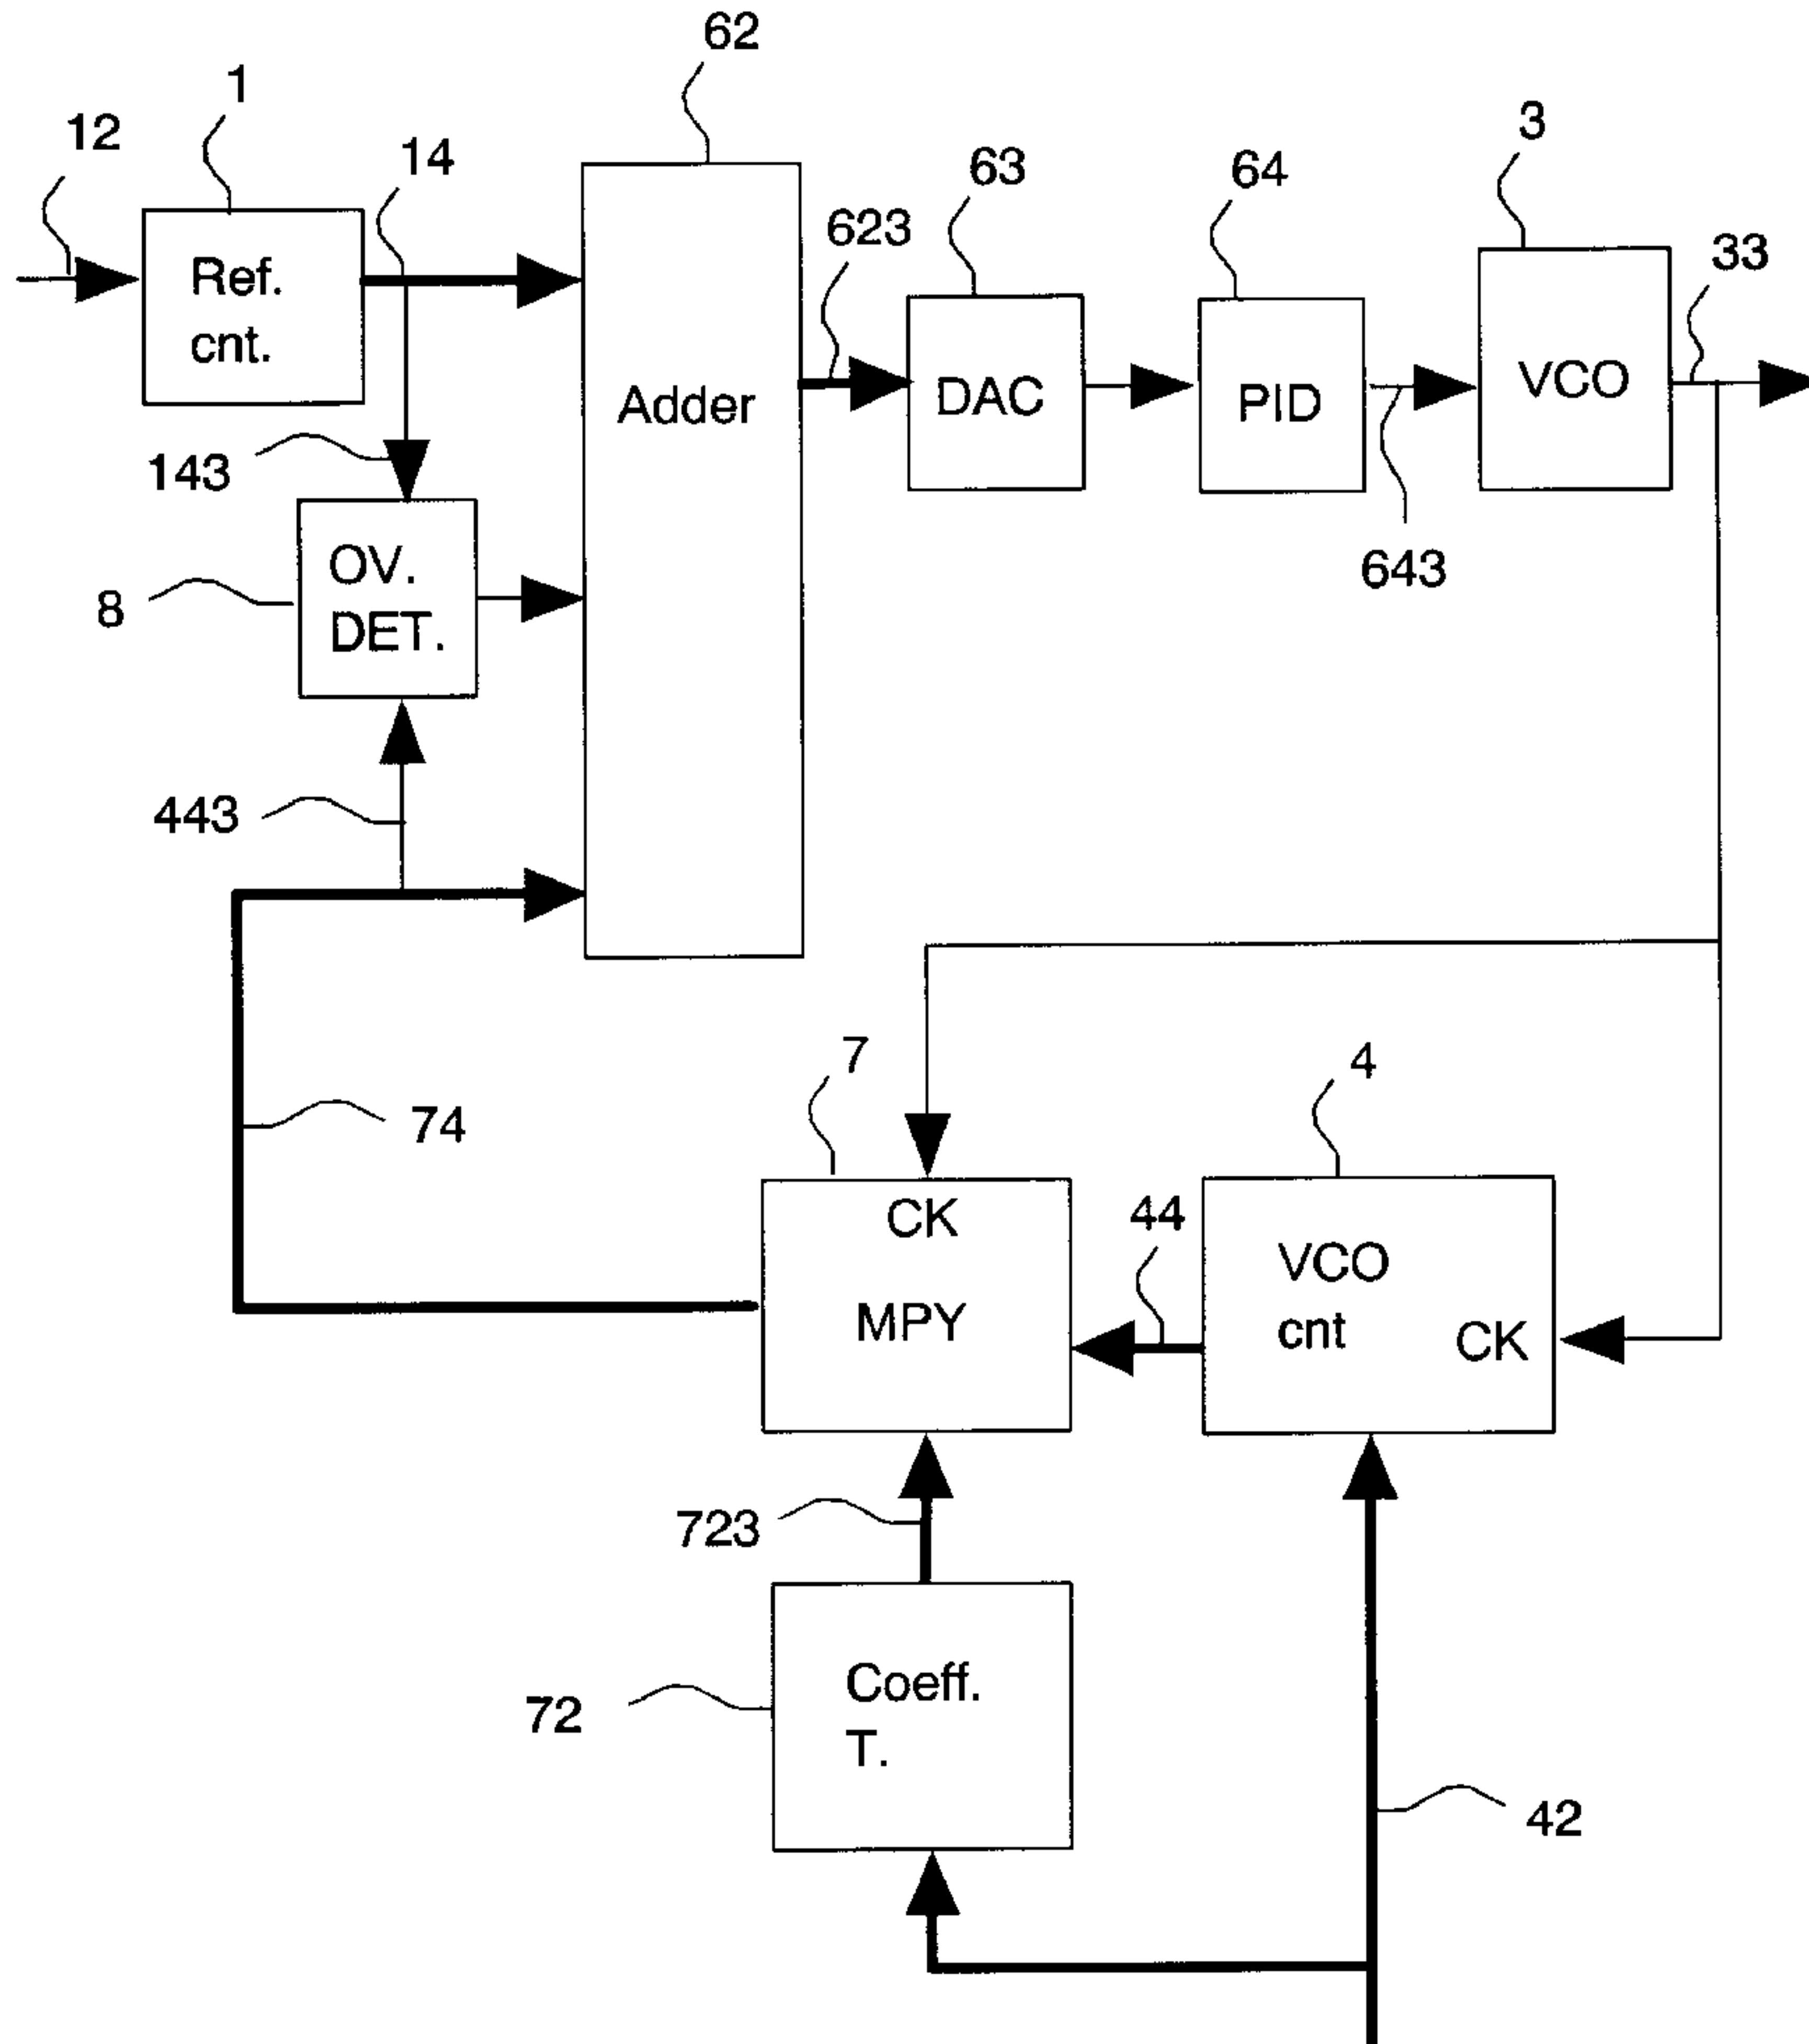 62
1
12
14
3
63
64
623
33
Ref.
cnt.
Adder
DAC
PID
VCO
143
OV.
DET.
8
643
443
7
4
74
CK
MPY
44
VCO
cnt
CK
723
Coeff.
T.
72
42